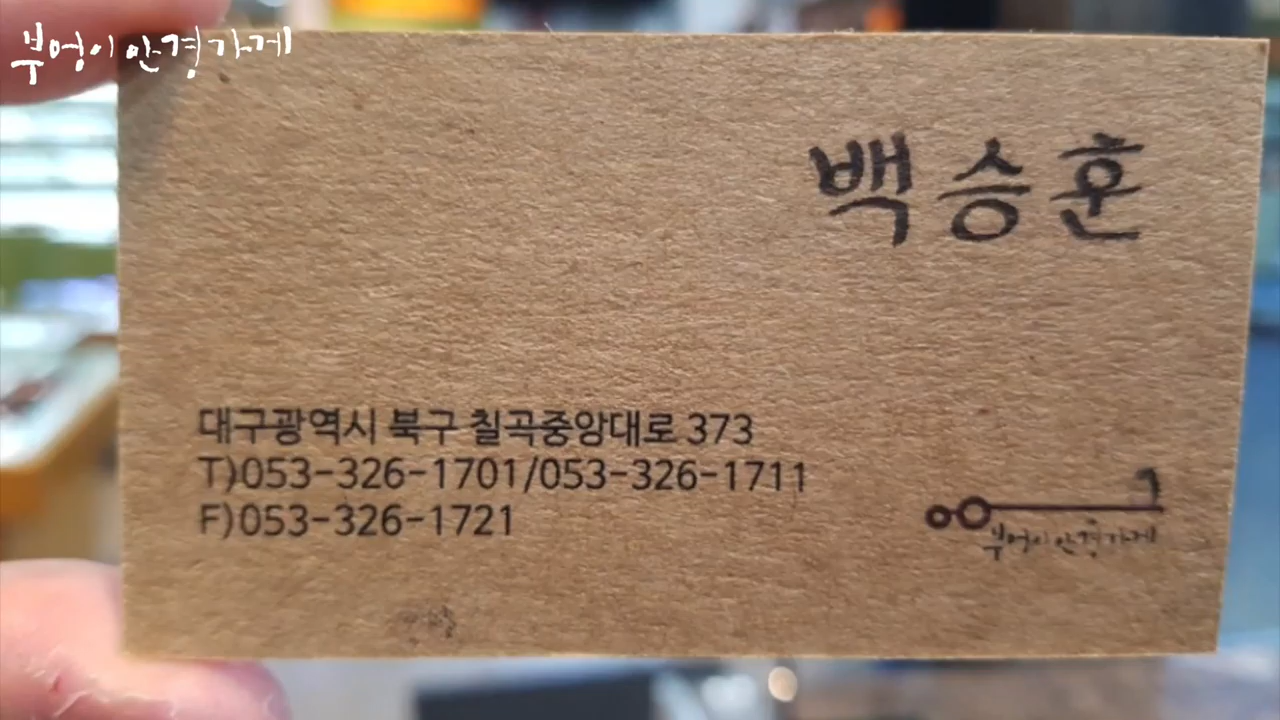 부엉이안경가게
백승훈
대구광역시 북구 칠곡중앙대로 373
T)053-326-1701/053-326-1711
F)053-326-1721
부엉이안경가게